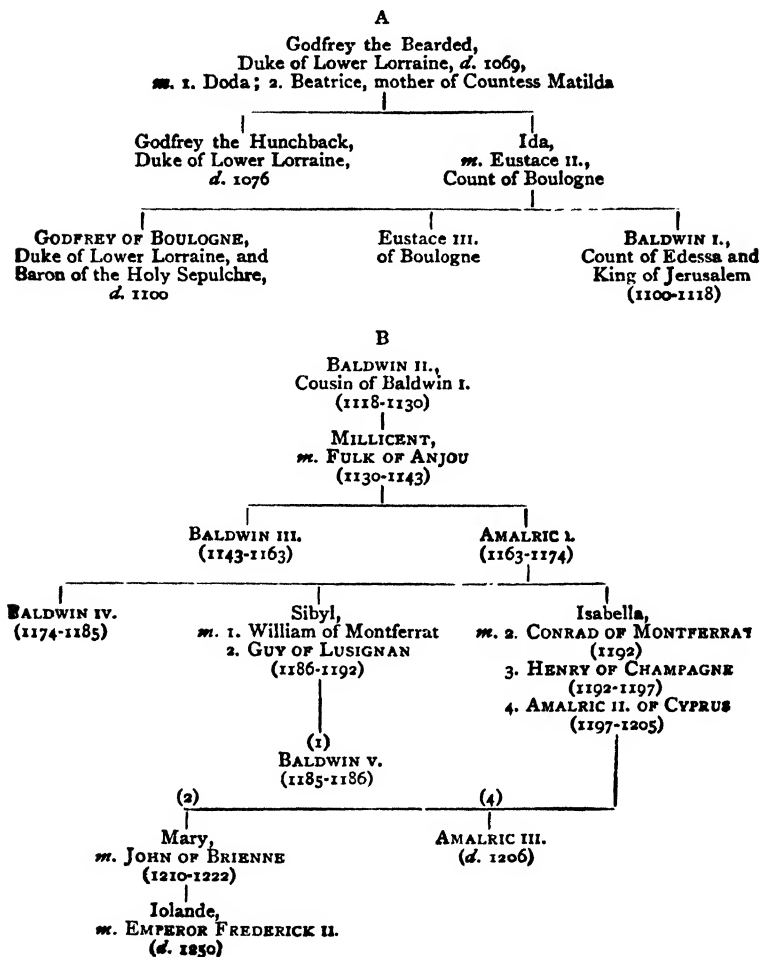 A
Godfrey the Bearded,
Duke of Lower Lorraine, d. 1069,
m. 1. Doda; 2. Beatrice, mother of Countess Matilda
Godfrey the Hunchback,
Duke of Lower Lorraine,
d. 1076
Ida,
m. Eustace II.,
Count of Boulogne
GODFREY OF BOULOGNE,
Duke of Lower Lorraine, and
Baron of the Holy Sepulchre,
d. 1100
Eustace III.
of Boulogne
BALDWIN I.,
Count of Edessa and
King of Jerusalem
(1100-1118)
B
BALDWIN II.,
Cousin of Baldwin I.
(1118-1130)
MILLICENT,
m. FULK OF ANJOU
(1130-1143)
BALDWIN III.
(1143-1163)
AMALRIC I.
(1163-1174)
BALDWIN IV.
(1174-1185)
Sibyl,
m. 1. William of Montferrat
2. GUY OF LUSIGNAN
(1186-1192)
(1)
BALDWIN V.
(1185-1186)
Isabella,
m. 2. CONRAD OF MONTFERRAT
(1192)
3. HENRY OF CHAMPAGNE
(1192-1197)
4. AMALRIC II. OF CYPRUS
(1197-1205)
(2)
Mary,
m. JOHN OF BRIENNE
(1210-1222)
Iolande,
m. EMPEROR FREDERICK II.
(d. 1250)
(4)
AMALRIC III.
(d. 1206)